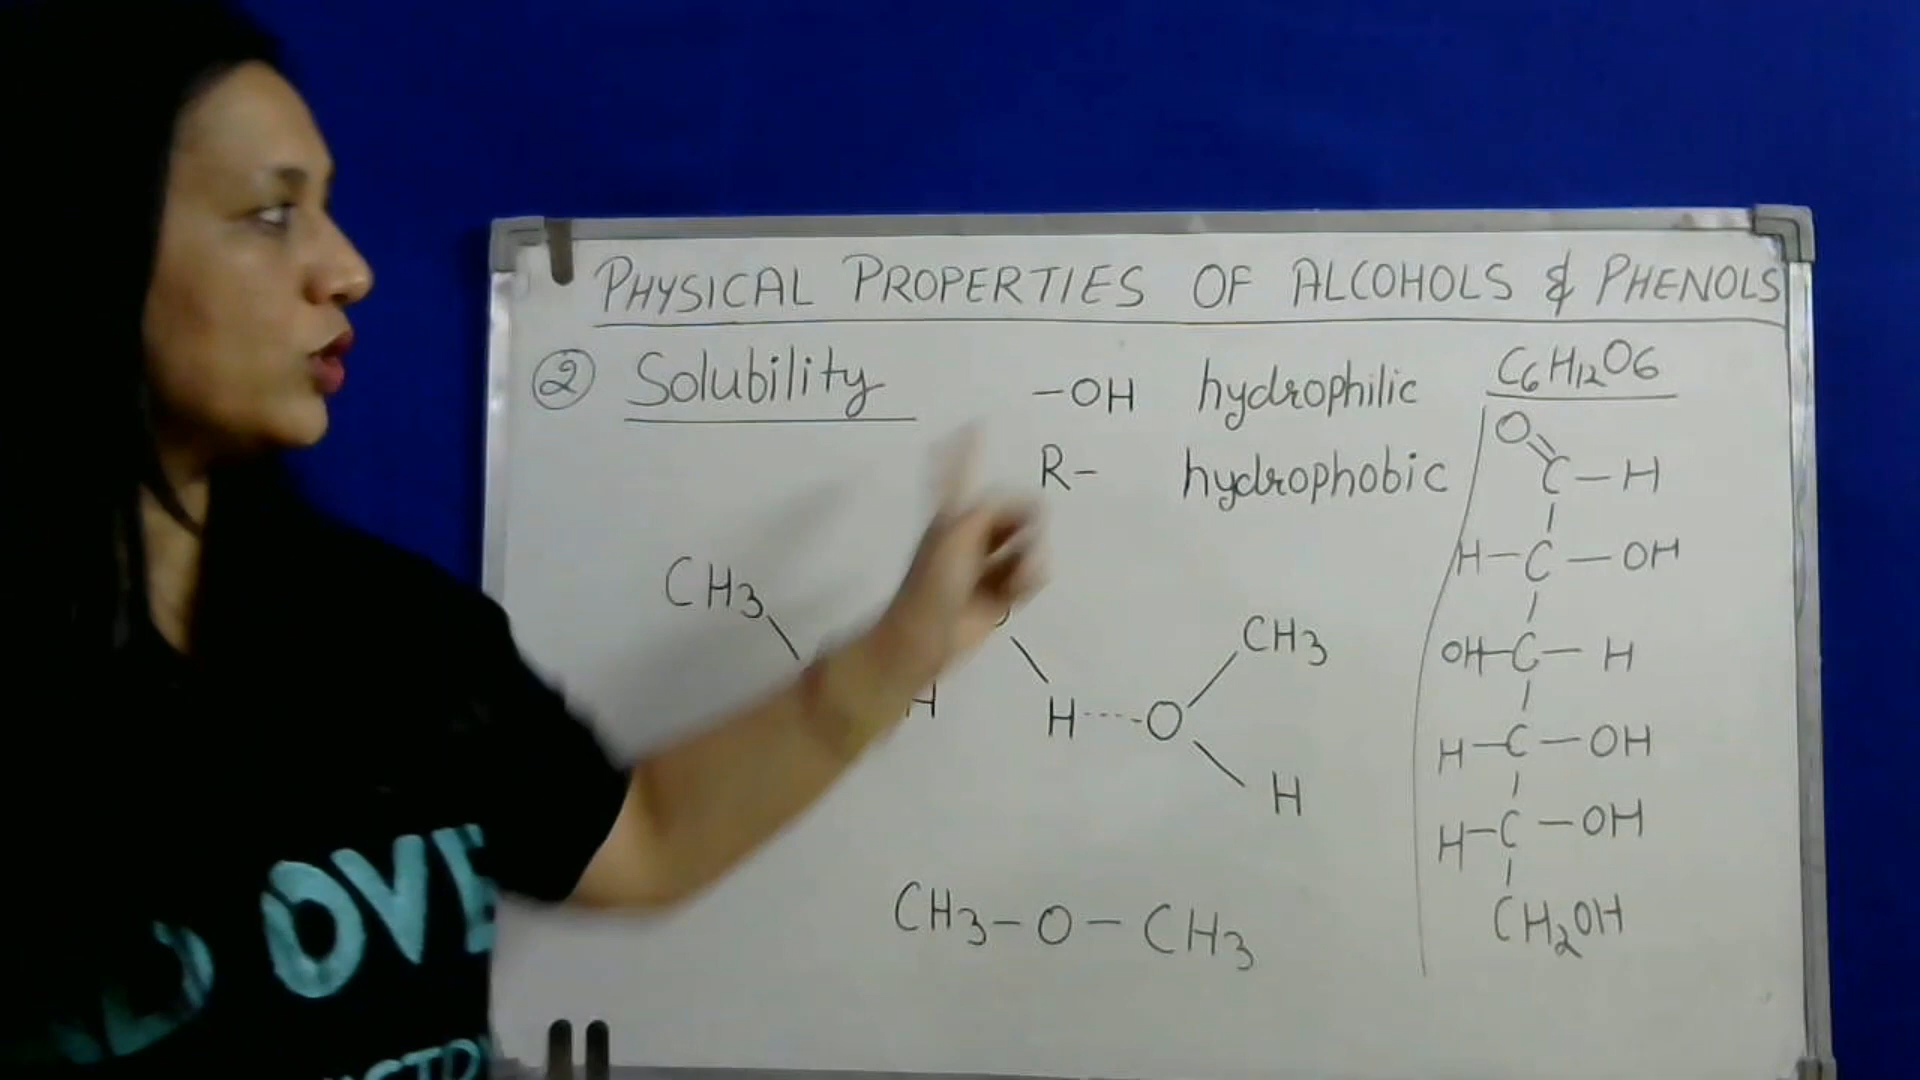 PHYSICAL PROPERTIES OF ALCOHOLS & PHENOLS
② Solubility
-OH hydrophilic
R- hydrophobic
CH3
H
H----O
CH3
H
CH3-O-CH3
C6H12O6
O
C-H
H-C-OH
OH-C-H
H-C-OH
H-C-OH
CH2OH
OVE